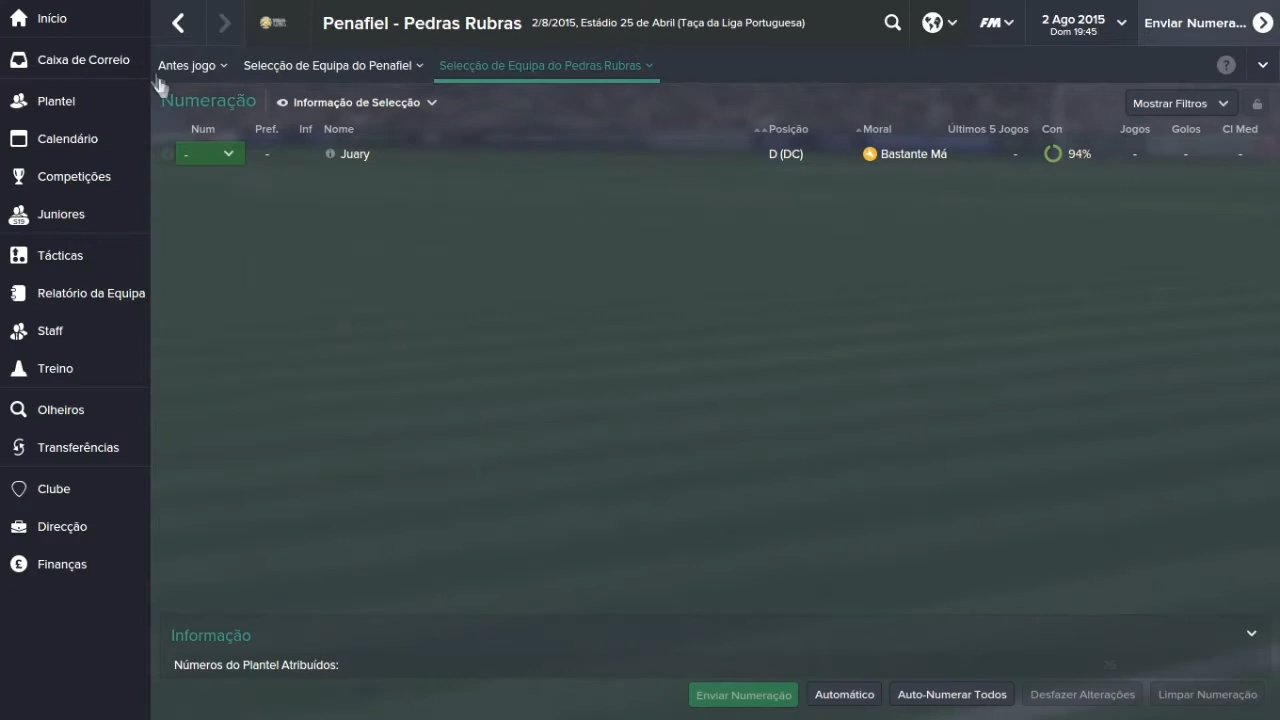 Início
Caixa de Correio
Plantel
Calendário
Competições
Juniores
S19
Tácticas
Relatório da Equipa
Staff
Treino
Olheiros
Transferências
Clube
Direcção
Finanças
Penafiel - Pedras Rubras 2/8/2015, Estádio 25 de Abril (Taça da Liga Portuguesa)
FM
2 Ago 2015
Dom 19:45
Enviar Numera...
Antes jogo Selecção de Equipa do Penafiel Selecção de Equipa do Pedras Rubras ?
Numeração Informação de Selecção Mostrar Filtros
Num Pref. Inf Nome Posição Moral Últimos 5 Jogos Con Jogos Golos Cl Med
- - Juary D (DC) Bastante Má - 94% - - -
Informação
Números do Plantel Atribuídos: 26
Enviar Numeração Automático Auto-Numerar Todos Desfazer Alterações Limpar Numeração